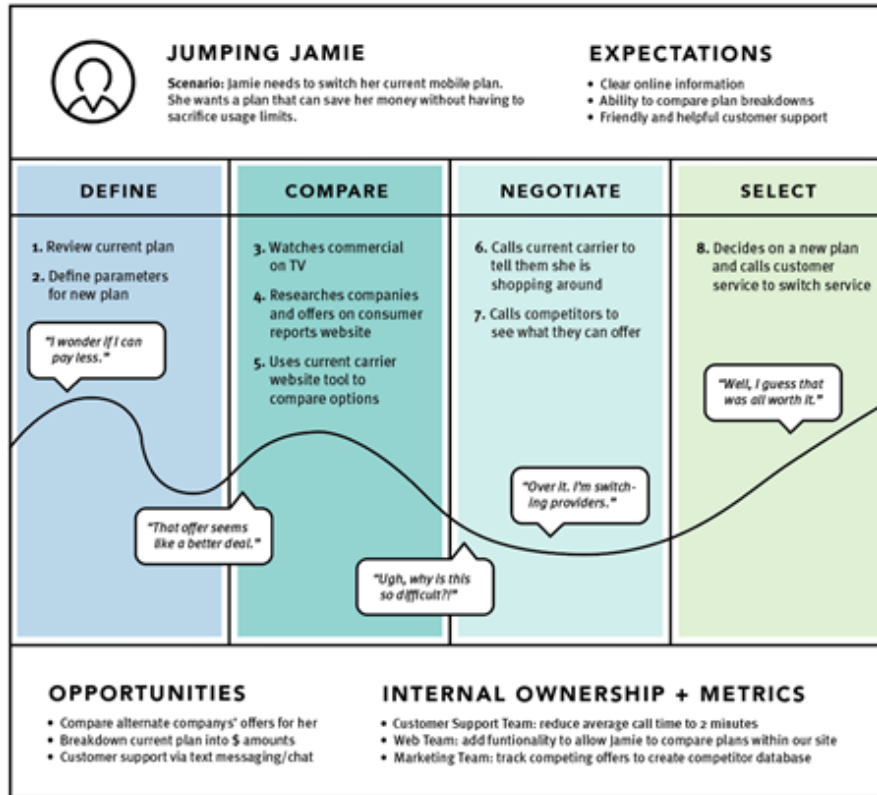 JUMPING JAMIE
Scenario: Jamie needs to switch her current mobile plan.
She wants a plan that can save her money without having to
sacrifice usage limits.
EXPECTATIONS
• Clear online information
• Ability to compare plan breakdowns
• Friendly and helpful customer support
DEFINE
1. Review current plan
2. Define parameters
for new plan
"I wonder if I can
pay less."
COMPARE
3. Watches commercial
on TV
4. Researches companies
and offers on consumer
reports website
5. Uses current carrier
website tool to
compare options
"That offer seems
like a better deal."
NEGOTIATE
6. Calls current carrier to
tell them she is
shopping around
7. Calls competitors to
see what they can offer
"Ugh, why is this
so difficult?!"
"Over it. I'm switch-
ing providers."
SELECT
8. Decides on a new plan
and calls customer
service to switch service
"Well, I guess that
was all worth it."
OPPORTUNITIES
• Compare alternate companys' offers for her
• Breakdown current plan into $ amounts
• Customer support via text messaging/chat
INTERNAL OWNERSHIP + METRICS
• Customer Support Team: reduce average call time to 2 minutes
• Web Team: add funtionality to allow Jamie to compare plans within our site
• Marketing Team: track competing offers to create competitor database